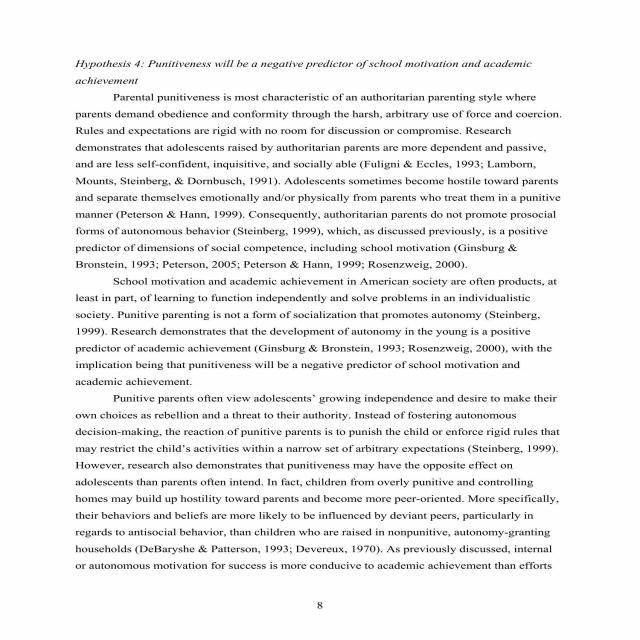 Hypothesis 4: Punitiveness will be a negative predictor of school motivation and academic
achievement
Parental punitiveness is most characteristic of an authoritarian parenting style where
parents demand obedience and conformity through the harsh, arbitrary use of force and coercion.
Rules and expectations are rigid with no room for discussion or compromise. Research
demonstrates that adolescents raised by authoritarian parents are more dependent and passive,
and are less self-confident, inquisitive, and socially able (Fuligni & Eccles, 1993; Lamborn,
Mounts, Steinberg, & Dornbusch, 1991). Adolescents sometimes become hostile toward parents
and separate themselves emotionally and/or physically from parents who treat them in a punitive
manner (Peterson & Hann, 1999). Consequently, authoritarian parents do not promote prosocial
forms of autonomous behavior (Steinberg, 1999), which, as discussed previously, is a positive
predictor of dimensions of social competence, including school motivation (Ginsburg &
Bronstein, 1993; Peterson, 2005; Peterson & Hann, 1999; Rosenzweig, 2000).
School motivation and academic achievement in American society are often products, at
least in part, of learning to function independently and solve problems in an individualistic
society. Punitive parenting is not a form of socialization that promotes autonomy (Steinberg,
1999). Research demonstrates that the development of autonomy in the young is a positive
predictor of academic achievement (Ginsburg & Bronstein, 1993; Rosenzweig, 2000), with the
implication being that punitiveness will be a negative predictor of school motivation and
academic achievement.
Punitive parents often view adolescents’ growing independence and desire to make their
own choices as rebellion and a threat to their authority. Instead of fostering autonomous
decision-making, the reaction of punitive parents is to punish the child or enforce rigid rules that
may restrict the child’s activities within a narrow set of arbitrary expectations (Steinberg, 1999).
However, research also demonstrates that punitiveness may have the opposite effect on
adolescents than parents often intend. In fact, children from overly punitive and controlling
homes may build up hostility toward parents and become more peer-oriented. More specifically,
their behaviors and beliefs are more likely to be influenced by deviant peers, particularly in
regards to antisocial behavior, than children who are raised in nonpunitive, autonomy-granting
households (DeBaryshe & Patterson, 1993; Devereux, 1970). As previously discussed, internal
or autonomous motivation for success is more conducive to academic achievement than efforts
8